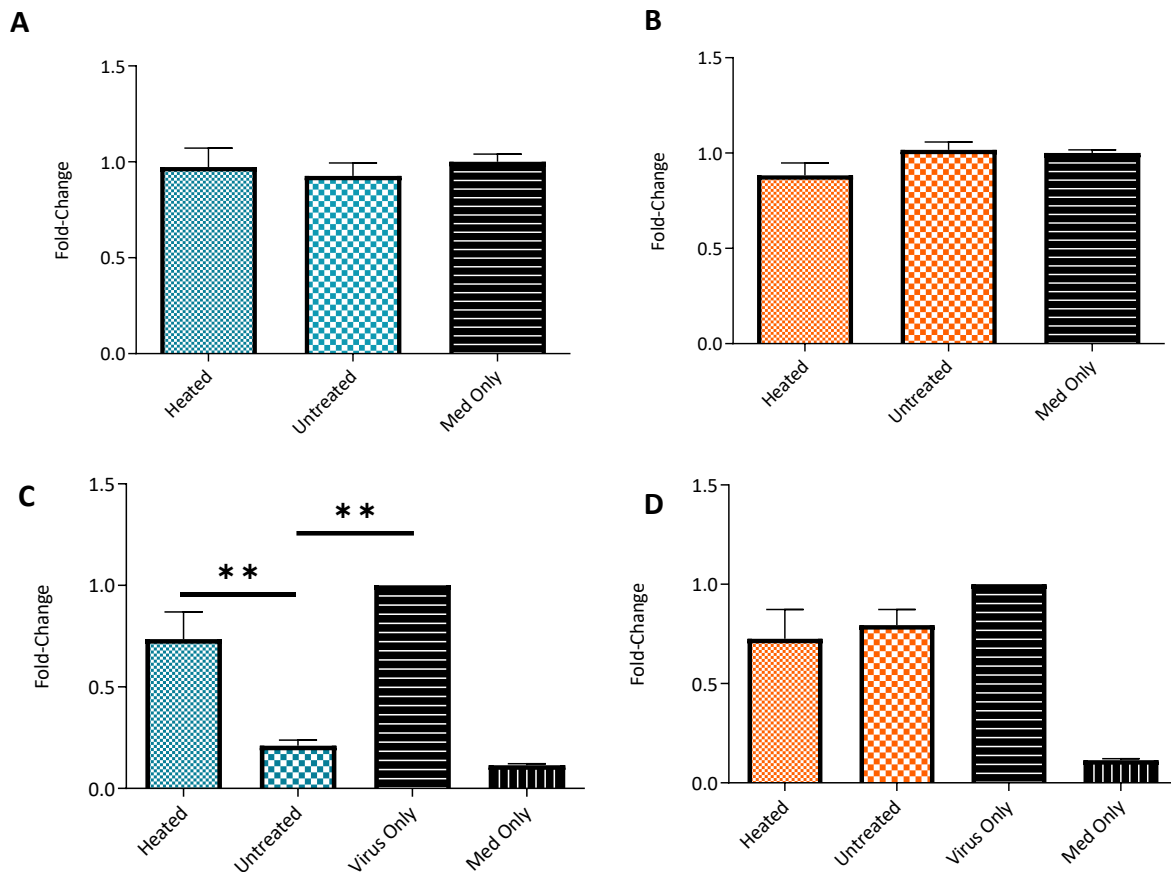 A
1.5
1.0
0.5
0.0
Fold-Change
Heated
Untreated
Med Only
B
1.5
1.0
0.5
0.0
Fold-Change
Heated
Untreated
Med Only
C
1.5
1.0
0.5
0.0
Fold-Change
**
**
Heated
Untreated
Virus Only
Med Only
D
1.5
1.0
0.5
0.0
Fold-Change
Heated
Untreated
Virus Only
Med Only